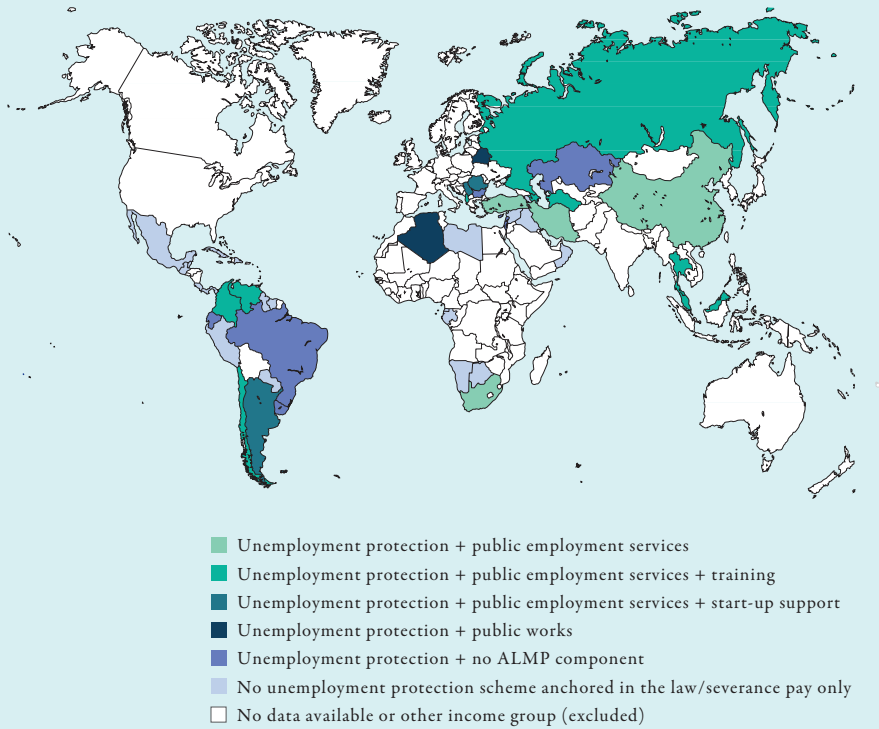 Unemployment protection + public employment services
Unemployment protection + public employment services + training
Unemployment protection + public employment services + start-up support
Unemployment protection + public works
Unemployment protection + no ALMP component
No unemployment protection scheme anchored in the law/severance pay only
No data available or other income group (excluded)